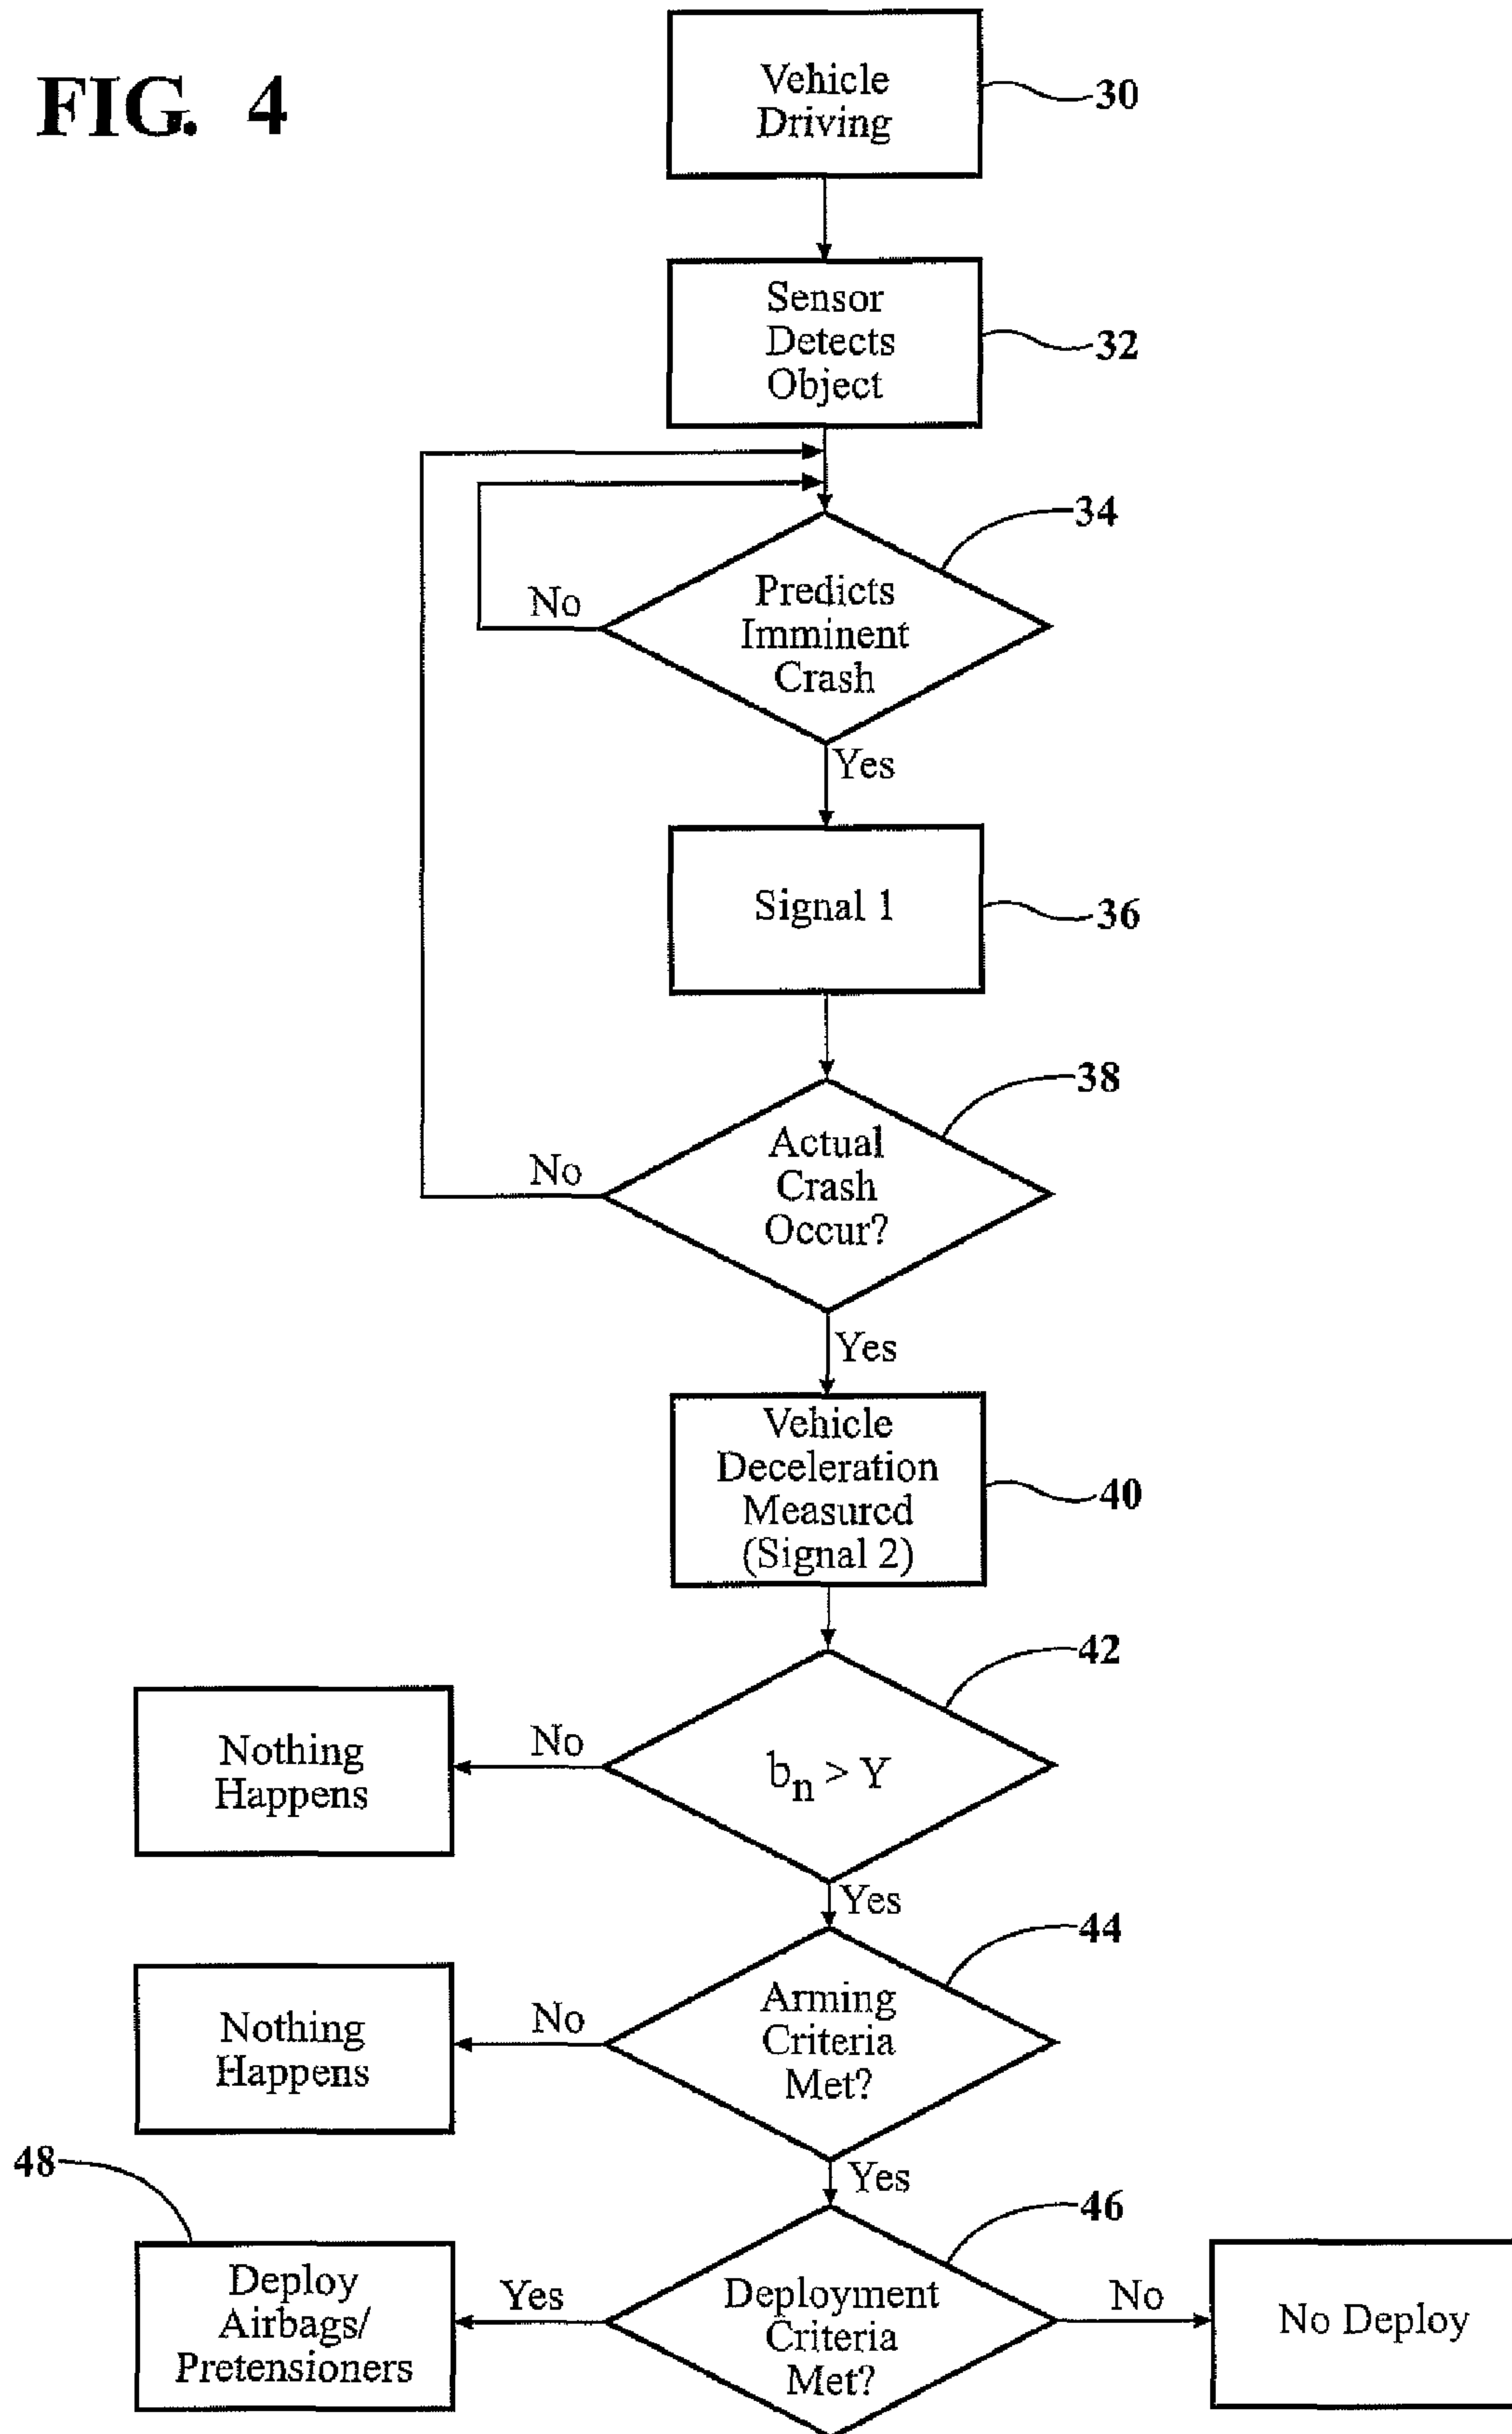 FIG. 4
Vehicle
Driving
30
Sensor
Detects
Object
32
34
Predicts
Imminent
Crash
No
Yes
Signal 1
36
38
Actual
Crash
Occur?
No
Yes
Vehicle
Deceleration
Measured
(Signal 2)
40
42
bn > Y
No
Nothing
Happens
Yes
44
Arming
Criteria
Met?
No
Nothing
Happens
Yes
46
Deployment
Criteria
Met?
Yes
48
Deploy
Airbags/
Pretensioners
No
No Deploy